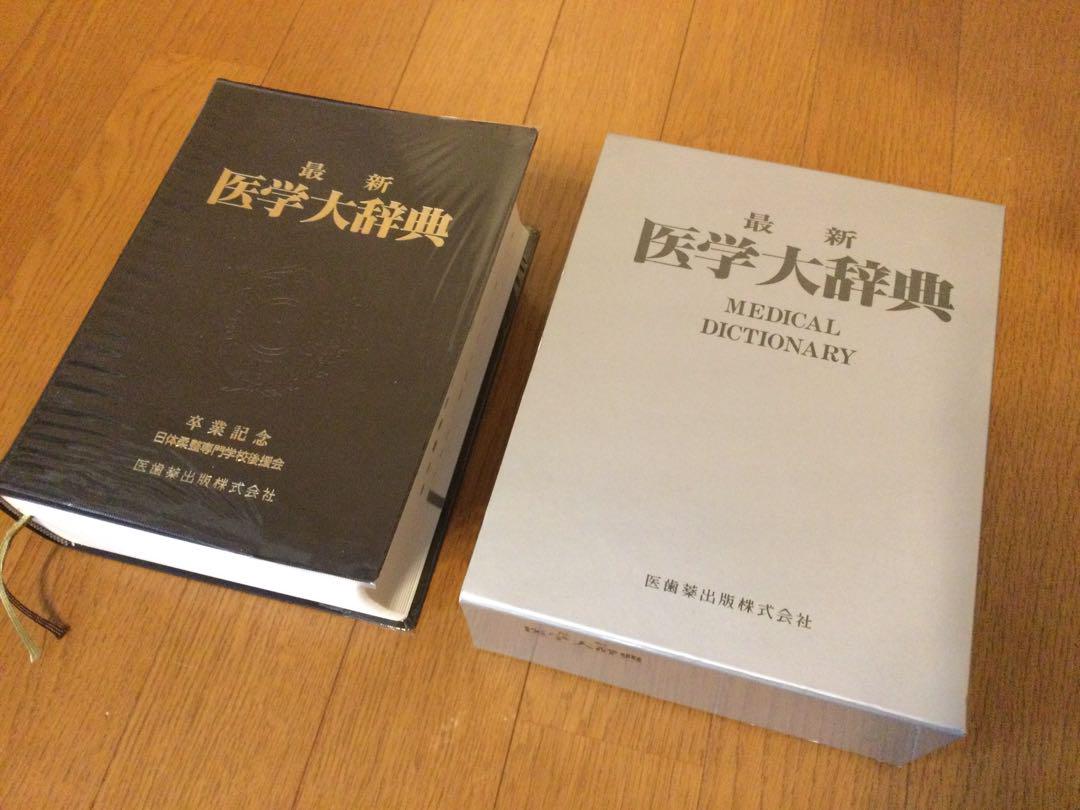 最新
医学大辞典
卒業記念
日体柔整専門学校後援会
医歯薬出版株式会社
最新
医学大辞典
MEDICAL
DICTIONARY
医歯薬出版株式会社